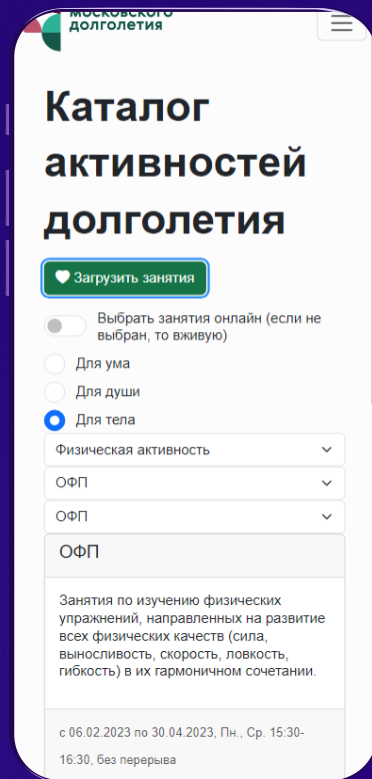 МОСКОВСКОГО
ДОЛГОЛЕТИЯ
Каталог
активностей
долголетия
Загрузить занятия
Выбрать занятия онлайн (если не
выбран, то вживую)
Для ума
Для души
Для тела
Физическая активность
ОФП
ОФП
ОФП
Занятия по изучению физических
упражнений, направленных на развитие
всех физических качеств (сила,
выносливость, скорость, ловкость,
гибкость) в их гармоничном сочетании.
с 06.02.2023 по 30.04.2023, Пн., Ср. 15:30-
16:30, без перерыва